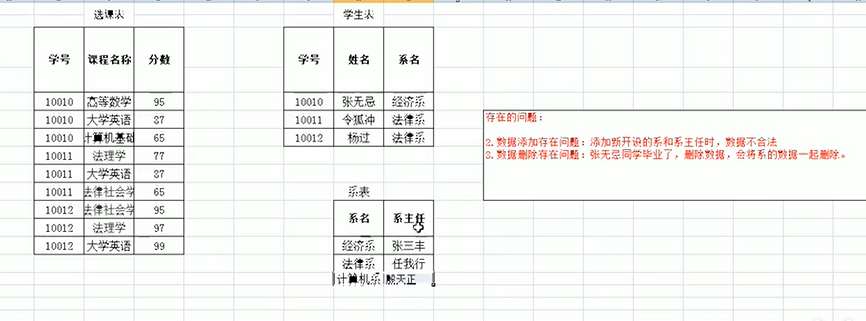 选课表
学号 课程名称 分数
10010 高等数学 95
10010 大学英语 87
10010 计算机基础 65
10011 法理学 77
10011 大学英语 87
10011 法律社会学 65
10012 法律社会学 95
10012 法理学 97
10012 大学英语 99
学生表
学号 姓名 系名
10010 张无忌 经济系
10011 令狐冲 法律系
10012 杨过 法律系
系表
系名 系主任
经济系 张三丰
法律系 任我行
计算机系 殷天正
存在的问题：
2.数据添加存在问题：添加新开设的系和系主任时，数据不合法
3.数据删除存在问题：张无忌同学毕业了，删除数据，会将系的数据一起删除。